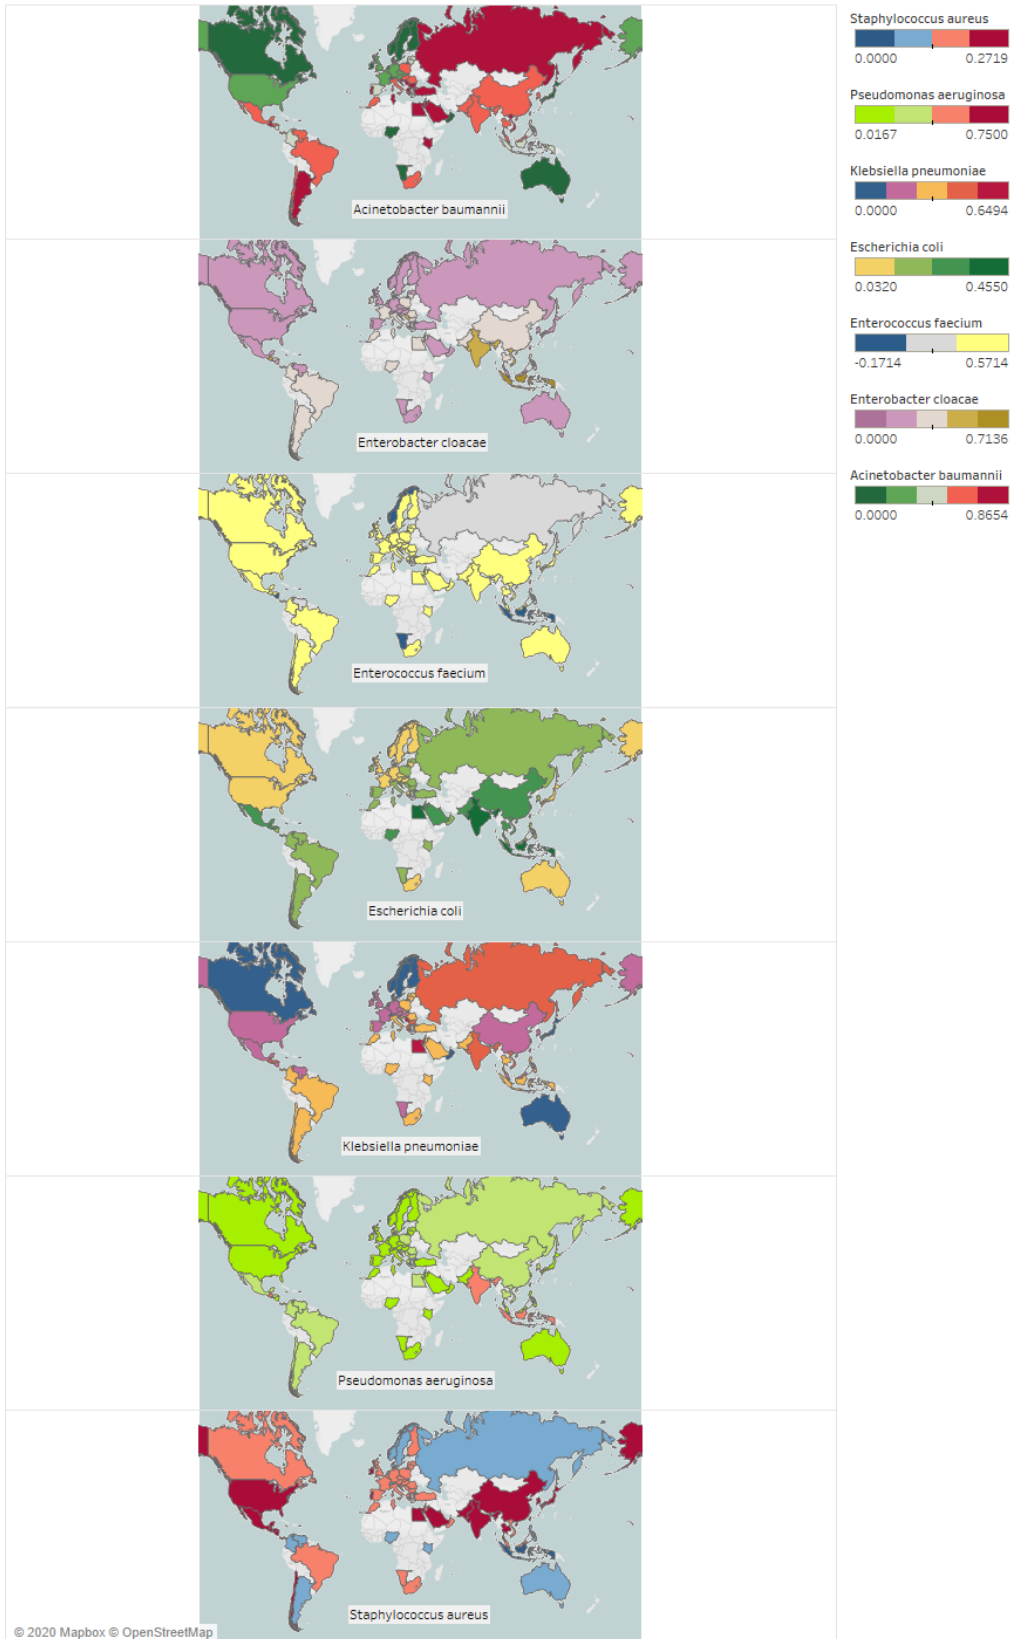 Acinetobacter baumannii
Enterobacter cloacae
Enterococcus faecium
Escherichia coli
Klebsiella pneumoniae
Pseudomonas aeruginosa
Staphylococcus aureus
© 2020 Mapbox © OpenStreetMap
Staphylococcus aureus
0.0000 0.2719
Pseudomonas aeruginosa
0.0167 0.7500
Klebsiella pneumoniae
0.0000 0.6494
Escherichia coli
0.0320 0.4550
Enterococcus faecium
-0.1714 0.5714
Enterobacter cloacae
0.0000 0.7136
Acinetobacter baumannii
0.0000 0.8654